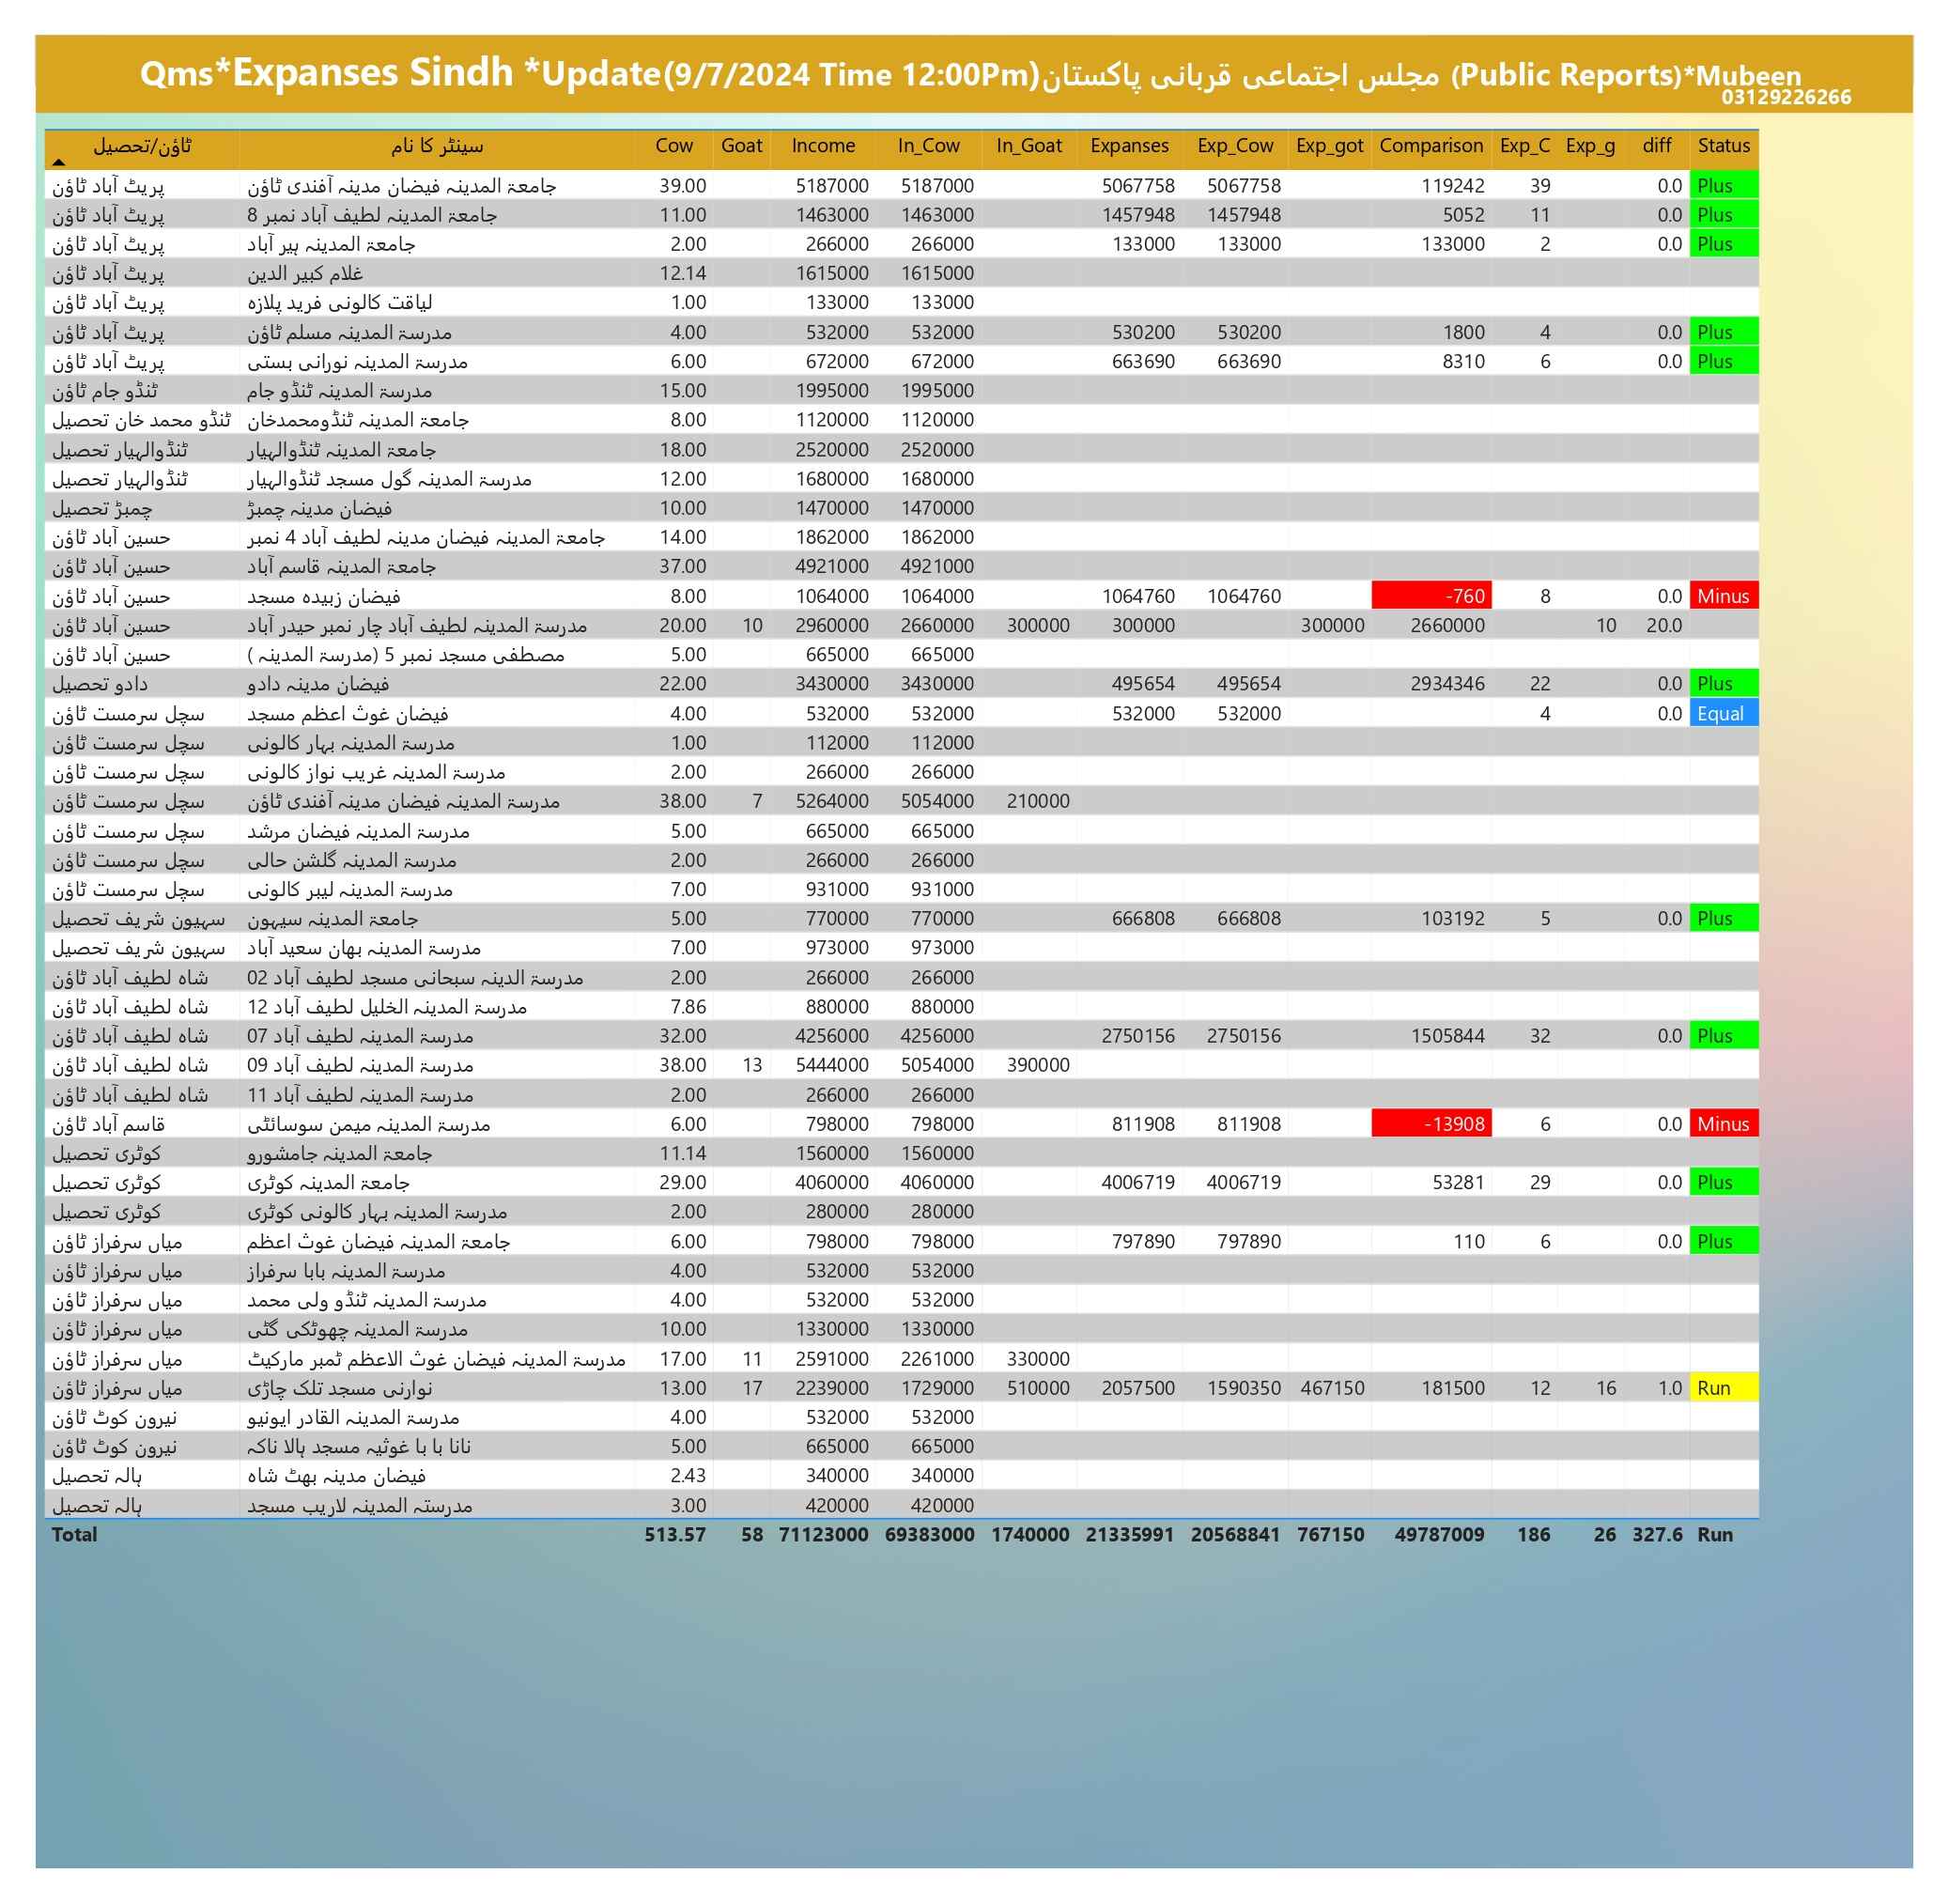 Qms*Expanses Sindh *Update(9/7/2024 Time 12:00Pm)مجلس اجتماعی قربانی پاکستان (Public Reports)*Mubeen
03129226266
ٹاؤن/تحصیل سینٹر کا نام Cow Goat Income In_Cow In_Goat Expanses Exp_Cow Exp_got Comparison Exp_C Exp_g diff Status
پریٹ آباد ٹاؤن جامعۃ المدینہ فیضان مدینہ آفندی ٹاؤن 39.00 5187000 5187000 5067758 5067758 119242 39 0.0 Plus
پریٹ آباد ٹاؤن جامعۃ المدینہ لطیف آباد نمبر 8 11.00 1463000 1463000 1457948 1457948 5052 11 0.0 Plus
پریٹ آباد ٹاؤن جامعۃ المدینہ ہیر آباد 2.00 266000 266000 133000 133000 133000 2 0.0 Plus
پریٹ آباد ٹاؤن غلام کبیر الدین 12.14 1615000 1615000
پریٹ آباد ٹاؤن لیاقت کالونی فرید پلازہ 1.00 133000 133000
پریٹ آباد ٹاؤن مدرسۃ المدینہ مسلم ٹاؤن 4.00 532000 532000 530200 530200 1800 4 0.0 Plus
پریٹ آباد ٹاؤن مدرسۃ المدینہ نورانی بستی 6.00 672000 672000 663690 663690 8310 6 0.0 Plus
ٹنڈو جام ٹاؤن مدرسۃ المدینہ ٹنڈو جام 15.00 1995000 1995000
ٹنڈو محمد خان تحصیل جامعۃ المدینہ ٹنڈومحمدخان 8.00 1120000 1120000
ٹنڈوالہیار تحصیل جامعۃ المدینہ ٹنڈوالہیار 18.00 2520000 2520000
ٹنڈوالہیار تحصیل مدرسۃ المدینہ گول مسجد ٹنڈوالہیار 12.00 1680000 1680000
چمبڑ تحصیل فیضان مدینہ چمبڑ 10.00 1470000 1470000
حسین آباد ٹاؤن جامعۃ المدینہ فیضان مدینہ لطیف آباد 4 نمبر 14.00 1862000 1862000
حسین آباد ٹاؤن جامعۃ المدینہ قاسم آباد 37.00 4921000 4921000
حسین آباد ٹاؤن فیضان زبیدہ مسجد 8.00 1064000 1064000 1064760 1064760 -760 8 0.0 Minus
حسین آباد ٹاؤن مدرسۃ المدینہ لطیف آباد چار نمبر حیدر آباد 20.00 10 2960000 2660000 300000 300000 300000 2660000 10 20.0
حسین آباد ٹاؤن مصطفی مسجد نمبر 5 (مدرسۃ المدینہ ) 5.00 665000 665000
دادو تحصیل فیضان مدینہ دادو 22.00 3430000 3430000 495654 495654 2934346 22 0.0 Plus
سچل سرمست ٹاؤن فیضان غوث اعظم مسجد 4.00 532000 532000 532000 532000 4 0.0 Equal
سچل سرمست ٹاؤن مدرسۃ المدینہ بہار کالونی 1.00 112000 112000
سچل سرمست ٹاؤن مدرسۃ المدینہ غریب نواز کالونی 2.00 266000 266000
سچل سرمست ٹاؤن مدرسۃ المدینہ فیضان مدینہ آفندی ٹاؤن 38.00 7 5264000 5054000 210000
سچل سرمست ٹاؤن مدرسۃ المدینہ فیضان مرشد 5.00 665000 665000
سچل سرمست ٹاؤن مدرسۃ المدینہ گلشن حالی 2.00 266000 266000
سچل سرمست ٹاؤن مدرسۃ المدینہ لیبر کالونی 7.00 931000 931000
سہیون شریف تحصیل جامعۃ المدینہ سیہون 5.00 770000 770000 666808 666808 103192 5 0.0 Plus
سہیون شریف تحصیل مدرسۃ المدینہ بھان سعید آباد 7.00 973000 973000
شاہ لطیف آباد ٹاؤن مدرسۃ الدینہ سبحانی مسجد لطیف آباد 02 2.00 266000 266000
شاہ لطیف آباد ٹاؤن مدرسۃ المدینہ الخلیل لطیف آباد 12 7.86 880000 880000
شاہ لطیف آباد ٹاؤن مدرسۃ المدینہ لطیف آباد 07 32.00 4256000 4256000 2750156 2750156 1505844 32 0.0 Plus
شاہ لطیف آباد ٹاؤن مدرسۃ المدینہ لطیف آباد 09 38.00 13 5444000 5054000 390000
شاہ لطیف آباد ٹاؤن مدرسۃ المدینہ لطیف آباد 11 2.00 266000 266000
قاسم آباد ٹاؤن مدرسۃ المدینہ میمن سوسائٹی 6.00 798000 798000 811908 811908 -13908 6 0.0 Minus
کوٹری تحصیل جامعۃ المدینہ جامشورو 11.14 1560000 1560000
کوٹری تحصیل جامعۃ المدینہ کوٹری 29.00 4060000 4060000 4006719 4006719 53281 29 0.0 Plus
کوٹری تحصیل مدرسۃ المدینہ بہار کالونی کوٹری 2.00 280000 280000
میاں سرفراز ٹاؤن جامعۃ المدینہ فیضان غوث اعظم 6.00 798000 798000 797890 797890 110 6 0.0 Plus
میاں سرفراز ٹاؤن مدرسۃ المدینہ بابا سرفراز 4.00 532000 532000
میاں سرفراز ٹاؤن مدرسۃ المدینہ ٹنڈو ولی محمد 4.00 532000 532000
میاں سرفراز ٹاؤن مدرسۃ المدینہ چھوٹکی گٹی 10.00 1330000 1330000
میاں سرفراز ٹاؤن مدرسۃ المدینہ فیضان غوث الاعظم ٹمبر مارکیٹ 17.00 11 2591000 2261000 330000
میاں سرفراز ٹاؤن نوارنی مسجد تلک چاڑی 13.00 17 2239000 1729000 510000 2057500 1590350 467150 181500 12 16 1.0 Run
نیرون کوٹ ٹاؤن مدرسۃ المدینہ القادر ایونیو 4.00 532000 532000
نیرون کوٹ ٹاؤن نانا با با غوثیہ مسجد ہالا ناکہ 5.00 665000 665000
ہالہ تحصیل فیضان مدینہ بھٹ شاہ 2.43 340000 340000
ہالہ تحصیل مدرستہ المدینہ لاریب مسجد 3.00 420000 420000
Total 513.57 58 71123000 69383000 1740000 21335991 20568841 767150 49787009 186 26 327.6 Run